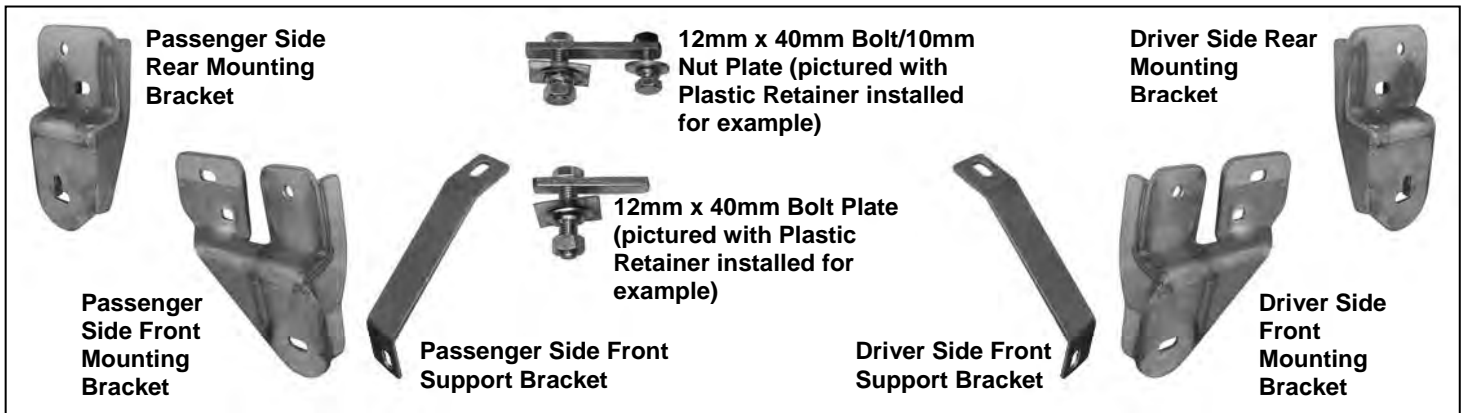 Passenger Side
Rear Mounting
Bracket
12mm x 40mm Bolt/10mm
Nut Plate (pictured with
Plastic Retainer installed
for example)
Driver Side Rear
Mounting
Bracket
12mm x 40mm Bolt Plate
(pictured with Plastic
Retainer installed for
example)
Passenger
Side Front
Mounting
Bracket
Passenger Side Front
Support Bracket
Driver Side Front
Support Bracket
Driver Side
Front
Mounting
Bracket